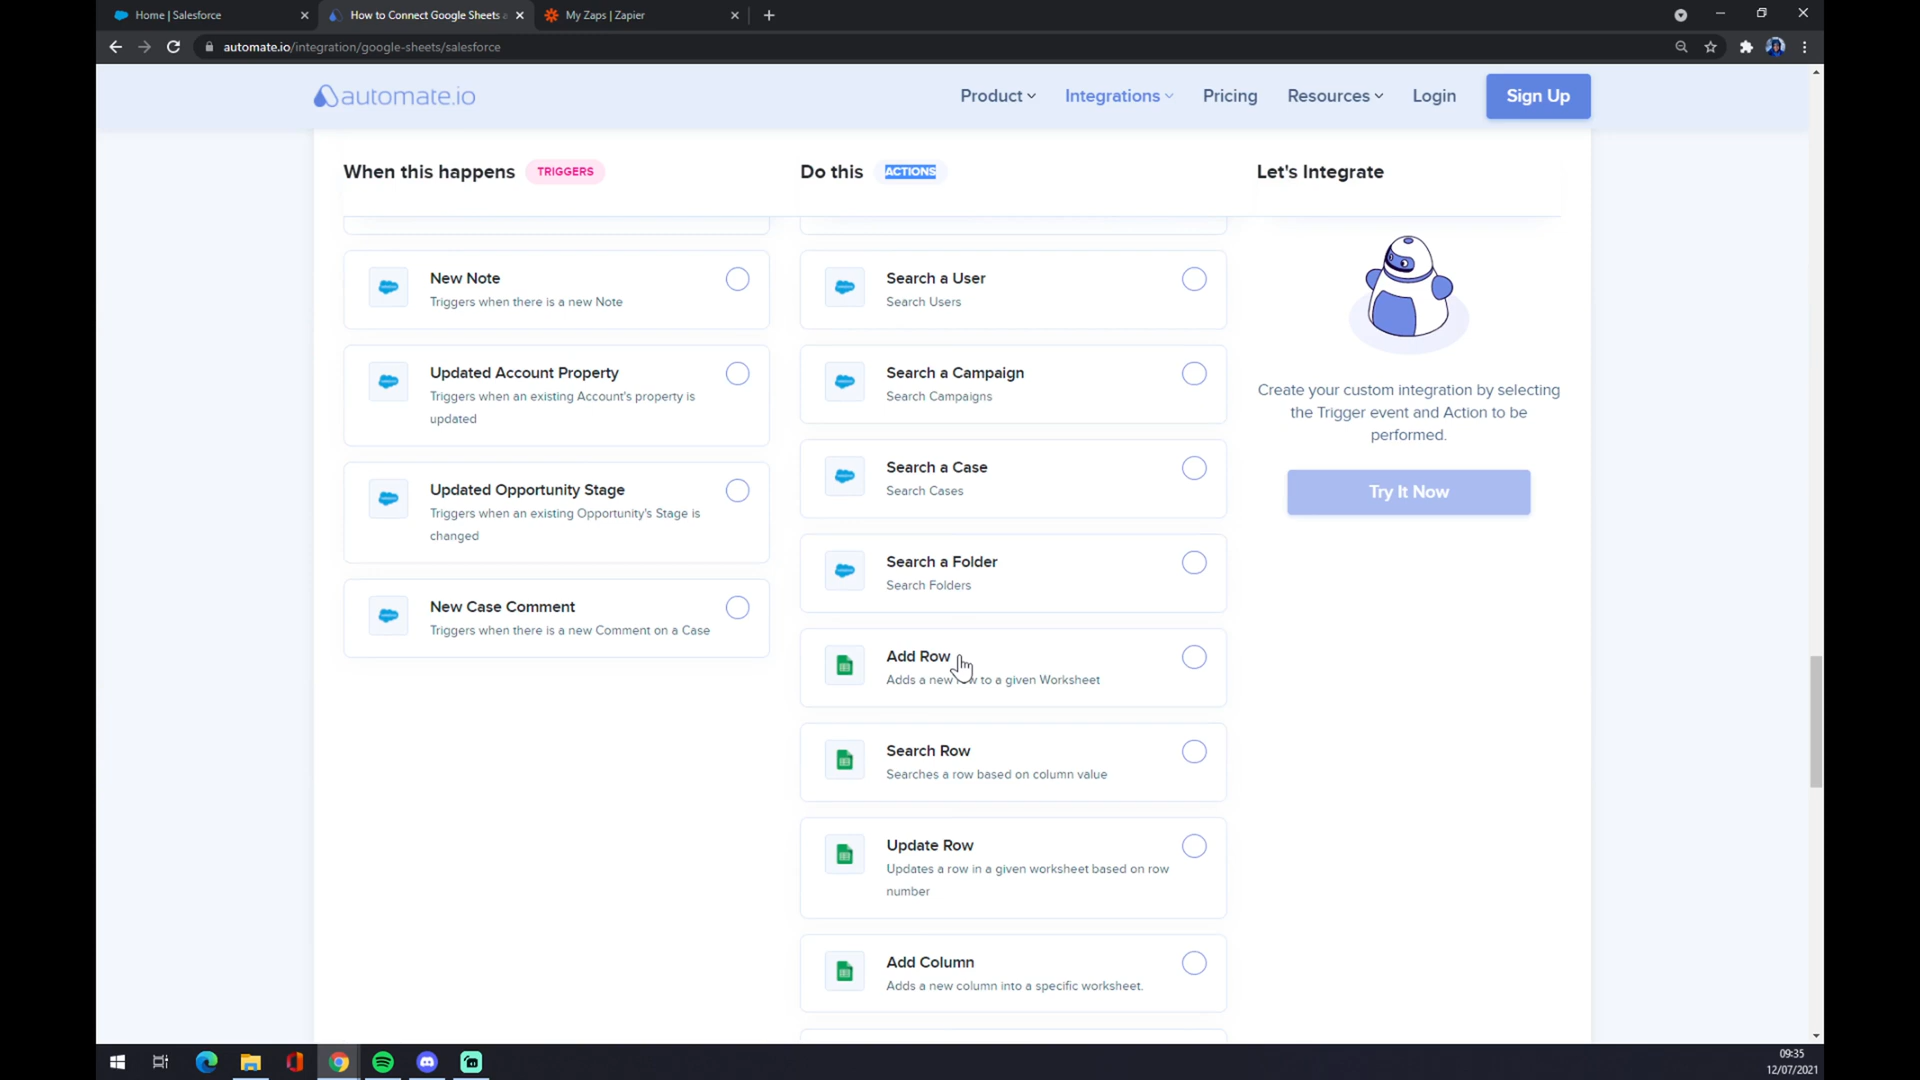 Home | Salesforce
How to Connect Google Sheets a
My Zaps | Zapier
automate.io/integration/google-sheets/salesforce
automate.io
Product
Integrations
Pricing
Resources
Login
Sign Up
When this happens
TRIGGERS
Do this
ACTIONS
Let's Integrate
New Note
Triggers when there is a new Note
Updated Account Property
Triggers when an existing Account's property is
updated
Updated Opportunity Stage
Triggers when an existing Opportunity's Stage is
changed
New Case Comment
Triggers when there is a new Comment on a Case
Search a User
Search Users
Search a Campaign
Search Campaigns
Search a Case
Search Cases
Search a Folder
Search Folders
Add Row
Adds a new row to a given Worksheet
Search Row
Searches a row based on column value
Update Row
Updates a row in a given worksheet based on row
number
Add Column
Adds a new column into a specific worksheet.
Create your custom integration by selecting
the Trigger event and Action to be
performed.
Try It Now
09:35
12/07/2021